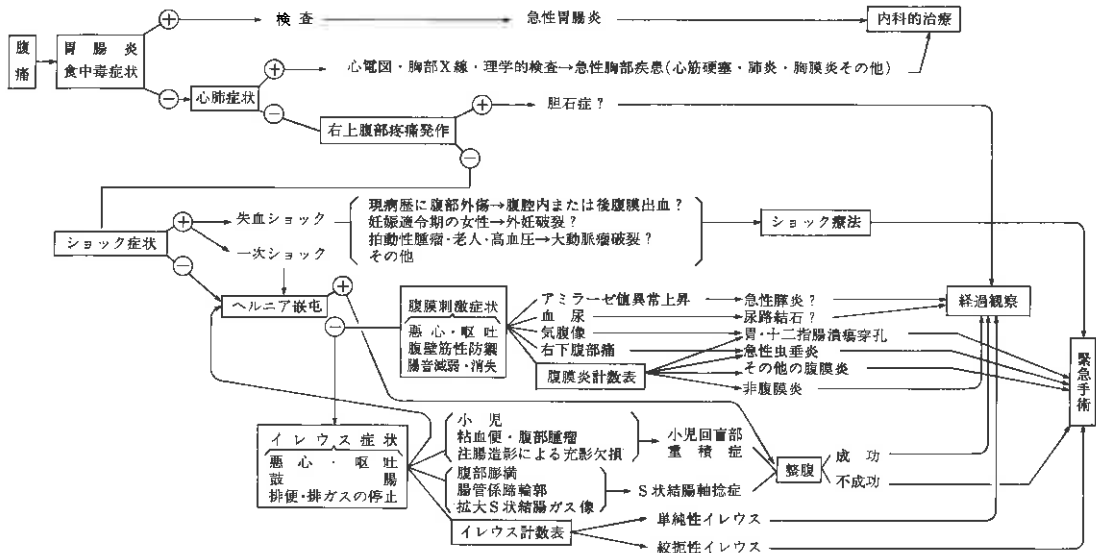 腹痛
胃腸炎
食中毒症状
＋
検査
急性胃腸炎
内科的治療
－
心肺症状
＋
心電図・胸部X線・理学的検査→急性胸部疾患(心筋硬塞・肺炎・胸膜炎その他)
－
右上腹部疼痛発作
＋
胆石症？
－
ショック症状
＋
失血ショック
現病歴に腹部外傷→腹腔内または後腹膜出血？
妊娠適令期の女性→外妊破裂？
拍動性腫瘤・老人・高血圧→大動脈瘤破裂？
その他
ショック療法
一次ショック
－
ヘルニア嵌屯
＋
－
腹膜刺激症状
悪心・嘔吐
腹壁筋性防禦
腸音減弱・消失
アミラーゼ値異常上昇
急性膵炎？
経過観察
血尿
尿路結石？
気腹像
胃・十二指腸潰瘍穿孔
右下腹部痛
急性虫垂炎
腹膜炎計数表
その他の腹膜炎
非腹膜炎
緊急手術
イレウス症状
悪心・嘔吐
鼓腸
排便・排ガスの停止
小児
粘血便・腹部腫瘤
注腸造影による充影欠損
小児回盲部
重積症
腹部膨満
腸管係蹄輪郭
拡大S状結腸ガス像
S状結腸軸捻症
整腹
成功
不成功
イレウス計数表
単純性イレウス
絞扼性イレウス